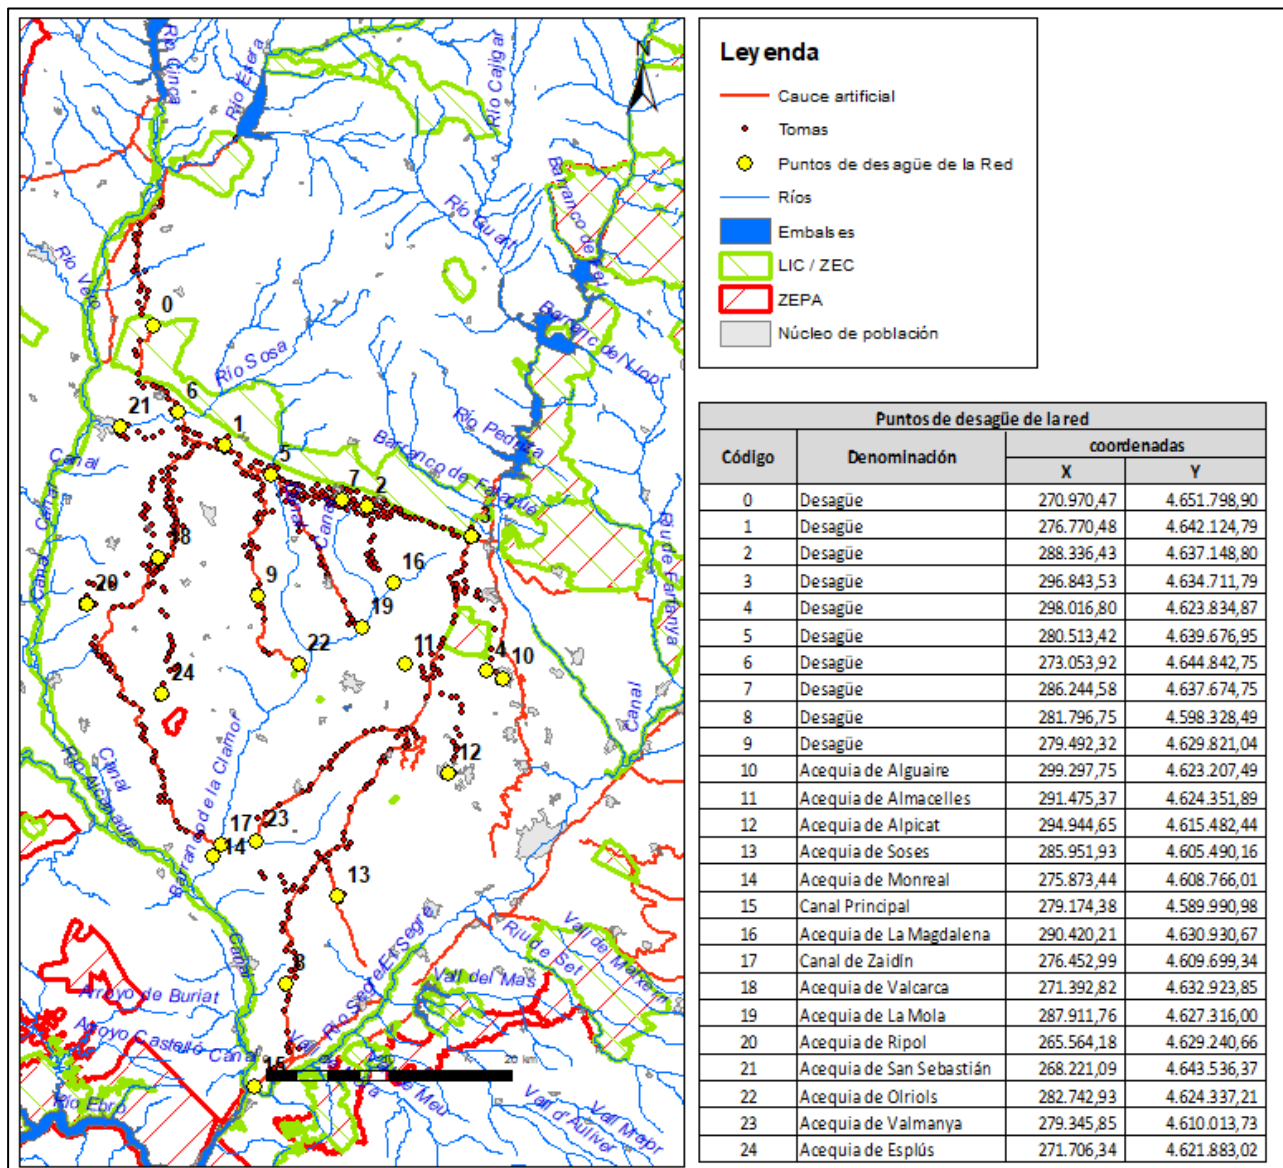 Río Cinca
Río Esera
Río Cajigar
N
Río Guart
Río Vero
Barranc del Llop
Río Sosa
Río Pedriza
0
6
21
1
5
7
2
3
18
20
9
16
19
22
11
4
10
24
12
17
14
23
13
8
15
Canal
Canal
Canal
Canal
Canal
Río Alcanadre
Barranco de la Clamor
Canal
Río Segre
El Segre
Riu de Set
Vall del Mas
Arroyo de Buriat
Arroyo Castelló
Canal
Río Ebro
20 km
Leyenda
Cauce artificial
Tomas
Puntos de desagüe de la Red
Ríos
Embalses
LIC / ZEC
ZEPA
Núcleo de población
Puntos de desagüe de la red
Código Denominación coordenadas
X Y
0 Desagüe 270.970,47 4.651.798,90
1 Desagüe 276.770,48 4.642.124,79
2 Desagüe 288.336,43 4.637.148,80
3 Desagüe 296.843,53 4.634.711,79
4 Desagüe 298.016,80 4.623.834,87
5 Desagüe 280.513,42 4.639.676,95
6 Desagüe 273.053,92 4.644.842,75
7 Desagüe 286.244,58 4.637.674,75
8 Desagüe 281.796,75 4.598.328,49
9 Desagüe 279.492,32 4.629.821,04
10 Acequia de Alguaire 299.297,75 4.623.207,49
11 Acequia de Almacelles 291.475,37 4.624.351,89
12 Acequia de Alpicat 294.944,65 4.615.482,44
13 Acequia de Soses 285.951,93 4.605.490,16
14 Acequia de Monreal 275.873,44 4.608.766,01
15 Canal Principal 279.174,38 4.589.990,98
16 Acequia de La Magdalena 290.420,21 4.630.930,67
17 Canal de Zaidín 276.452,99 4.609.699,34
18 Acequia de Valcarca 271.392,82 4.632.923,85
19 Acequia de La Mola 287.911,76 4.627.316,00
20 Acequia de Ripol 265.564,18 4.629.240,66
21 Acequia de San Sebastián 268.221,09 4.643.536,37
22 Acequia de Olriols 282.742,93 4.624.337,21
23 Acequia de Valmanya 279.345,85 4.610.013,73
24 Acequia de Esplús 271.706,34 4.621.883,02